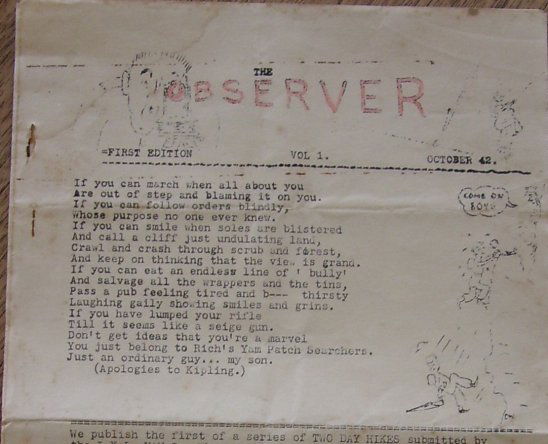 THE
OBSERVER
=FIRST EDITION VOL 1. OCTOBER 42.
If you can march when all about you
Are out of step and blaming it on you.
If you can follow orders blindly,
Whose purpose no one ever knew.
If you can smile when soles are blistered
And call a cliff just undulating land,
Crawl and crash through scrub and forest,
And keep on thinking that the view is grand.
If you can eat an endless line of ' bully'
And salvage all the wrappers and the tins,
Pass a pub feeling tired and b--- thirsty
Laughing gaily showing smiles and grins.
If you have lumped your rifle
Till it seems like a seige gun.
Don't get ideas that you're a marvel
You just belong to Rich's Yam Patch Searchers.
Just an ordinary guy... my son.
(Apologies to Kipling.)
COME ON
BOYS
We publish the first of a series of TWO DAY HIKES submitted by